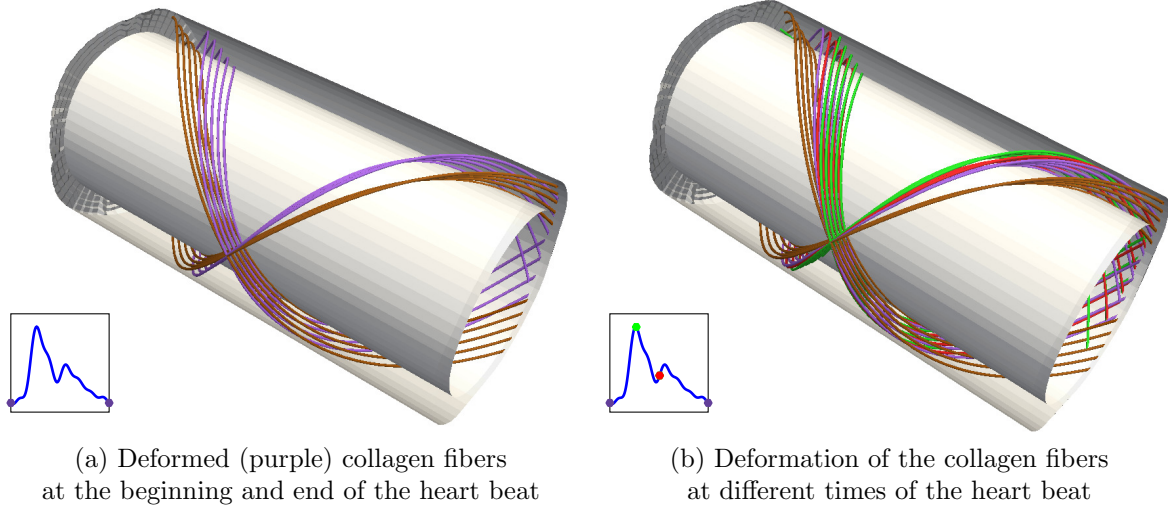 (a) Deformed (purple) collagen fibers
at the beginning and end of the heart beat
(b) Deformation of the collagen fibers
at different times of the heart beat